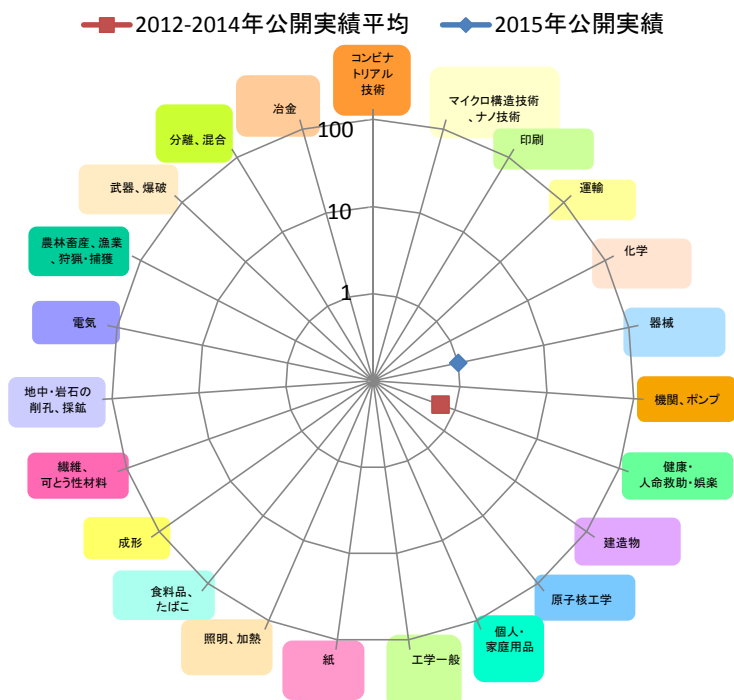 2012-2014年公開実績平均
2015年公開実績
コンビナ
トリアル
技術
マイクロ構造技術
、ナノ技術
印刷
運輸
化学
器械
機関、ポンプ
健康・
人命救助・娯楽
建造物
原子核工学
個人・
家庭用品
工学一般
紙
照明、加熱
食料品、
たばこ
成形
繊維、
可とう性材料
地中・岩石の
削孔、採鉱
電気
農林畜産、漁業
、狩猟・捕獲
武器、爆破
分離、混合
冶金
100
10
1